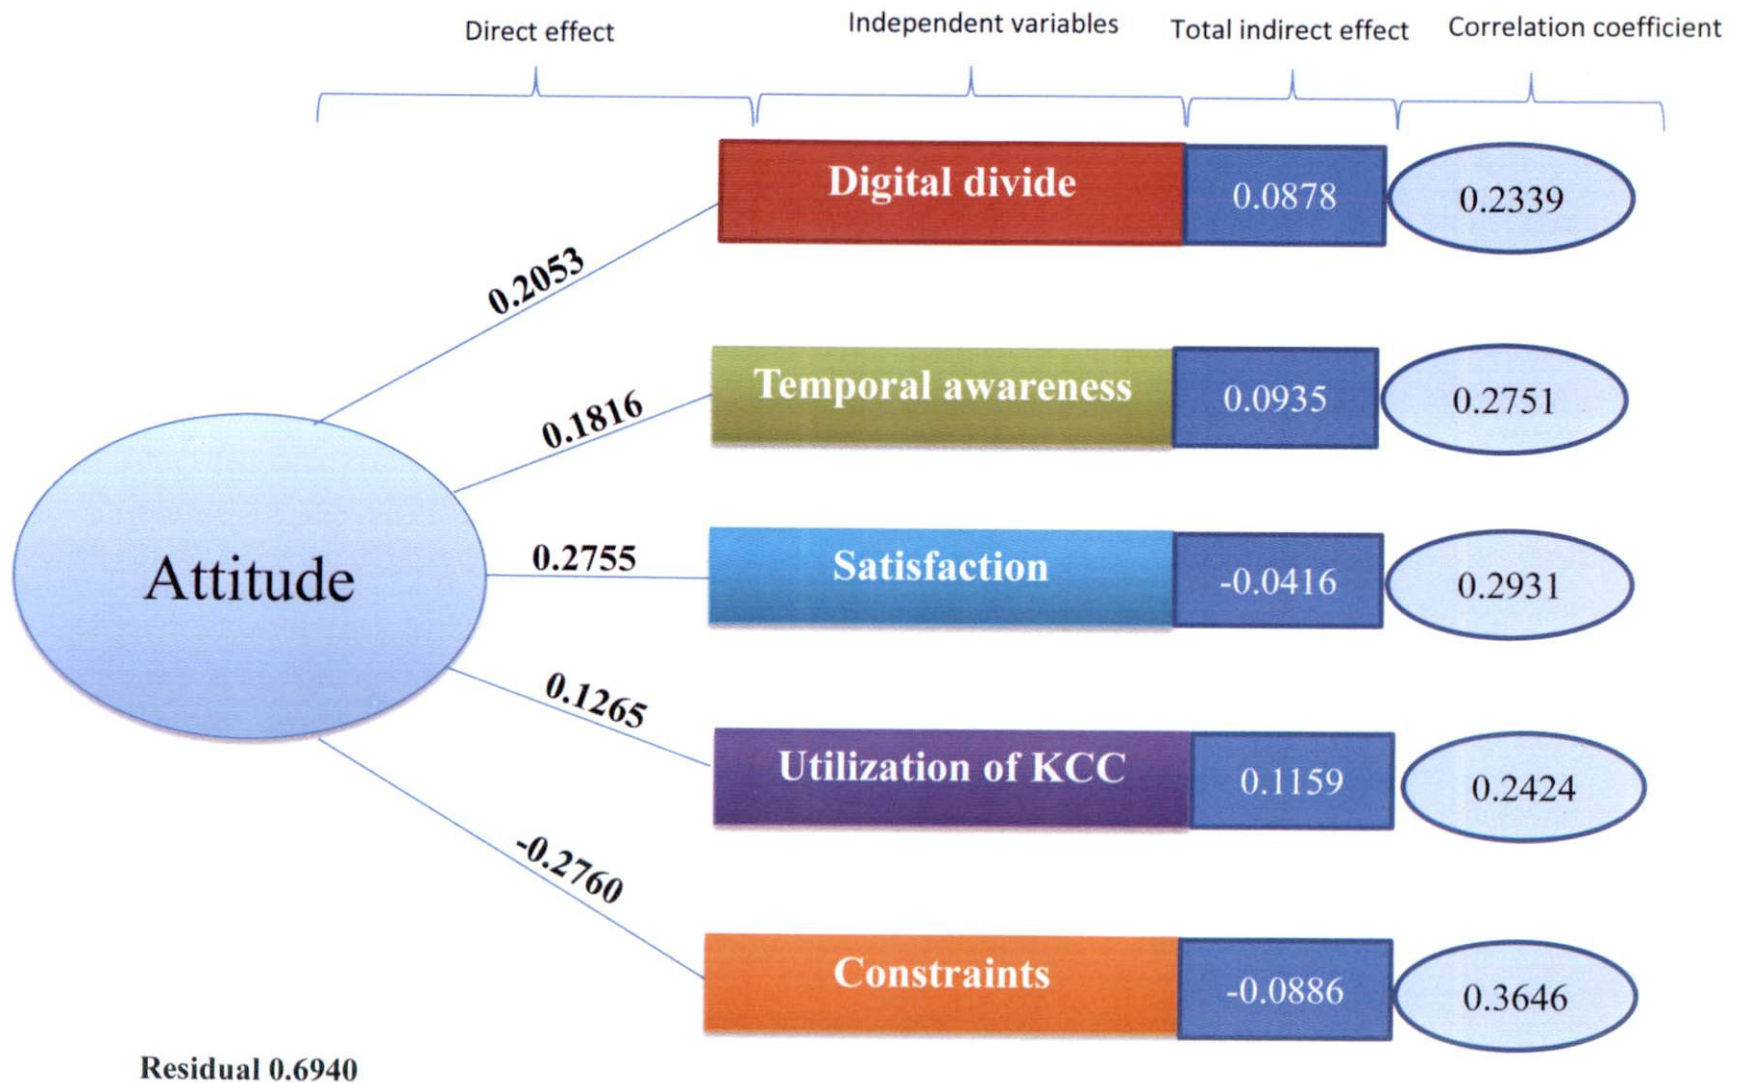 Direct effect
Independent variables
Total indirect effect
Correlation coefficient
Digital divide
0.0878
0.2339
0.2053
Temporal awareness
0.0935
0.2751
0.1816
Attitude
0.2755
Satisfaction
-0.0416
0.2931
0.1265
Utilization of KCC
0.1159
0.2424
-0.2760
Constraints
-0.0886
0.3646
Residual 0.6940